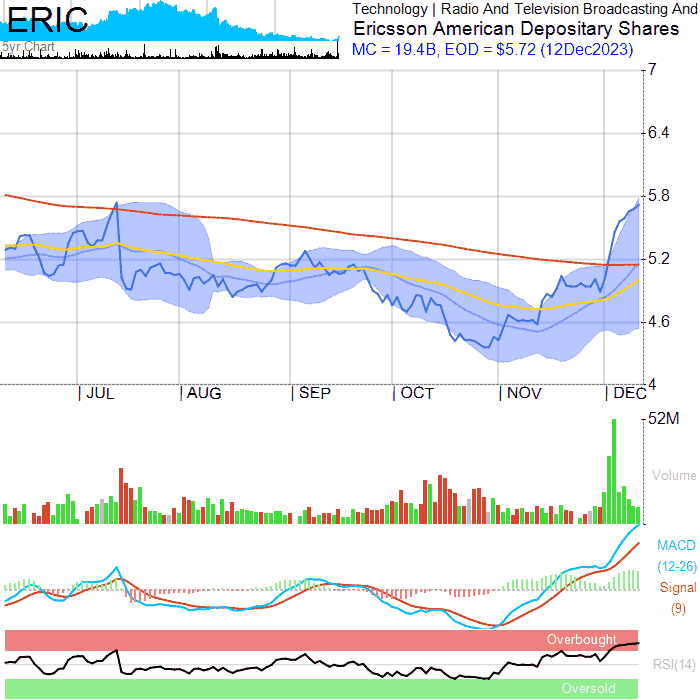 ERIC
5yr Chart
Technology | Radio And Television Broadcasting And
Ericsson American Depositary Shares
MC = 19.4B, EOD = $5.72 (12Dec2023)
7
6.4
5.8
5.2
4.6
4
| JUL | AUG | SEP | OCT | NOV | DEC
52M
Volume
MACD
(12-26)
Signal
(9)
Overbought
RSI(14)
Oversold